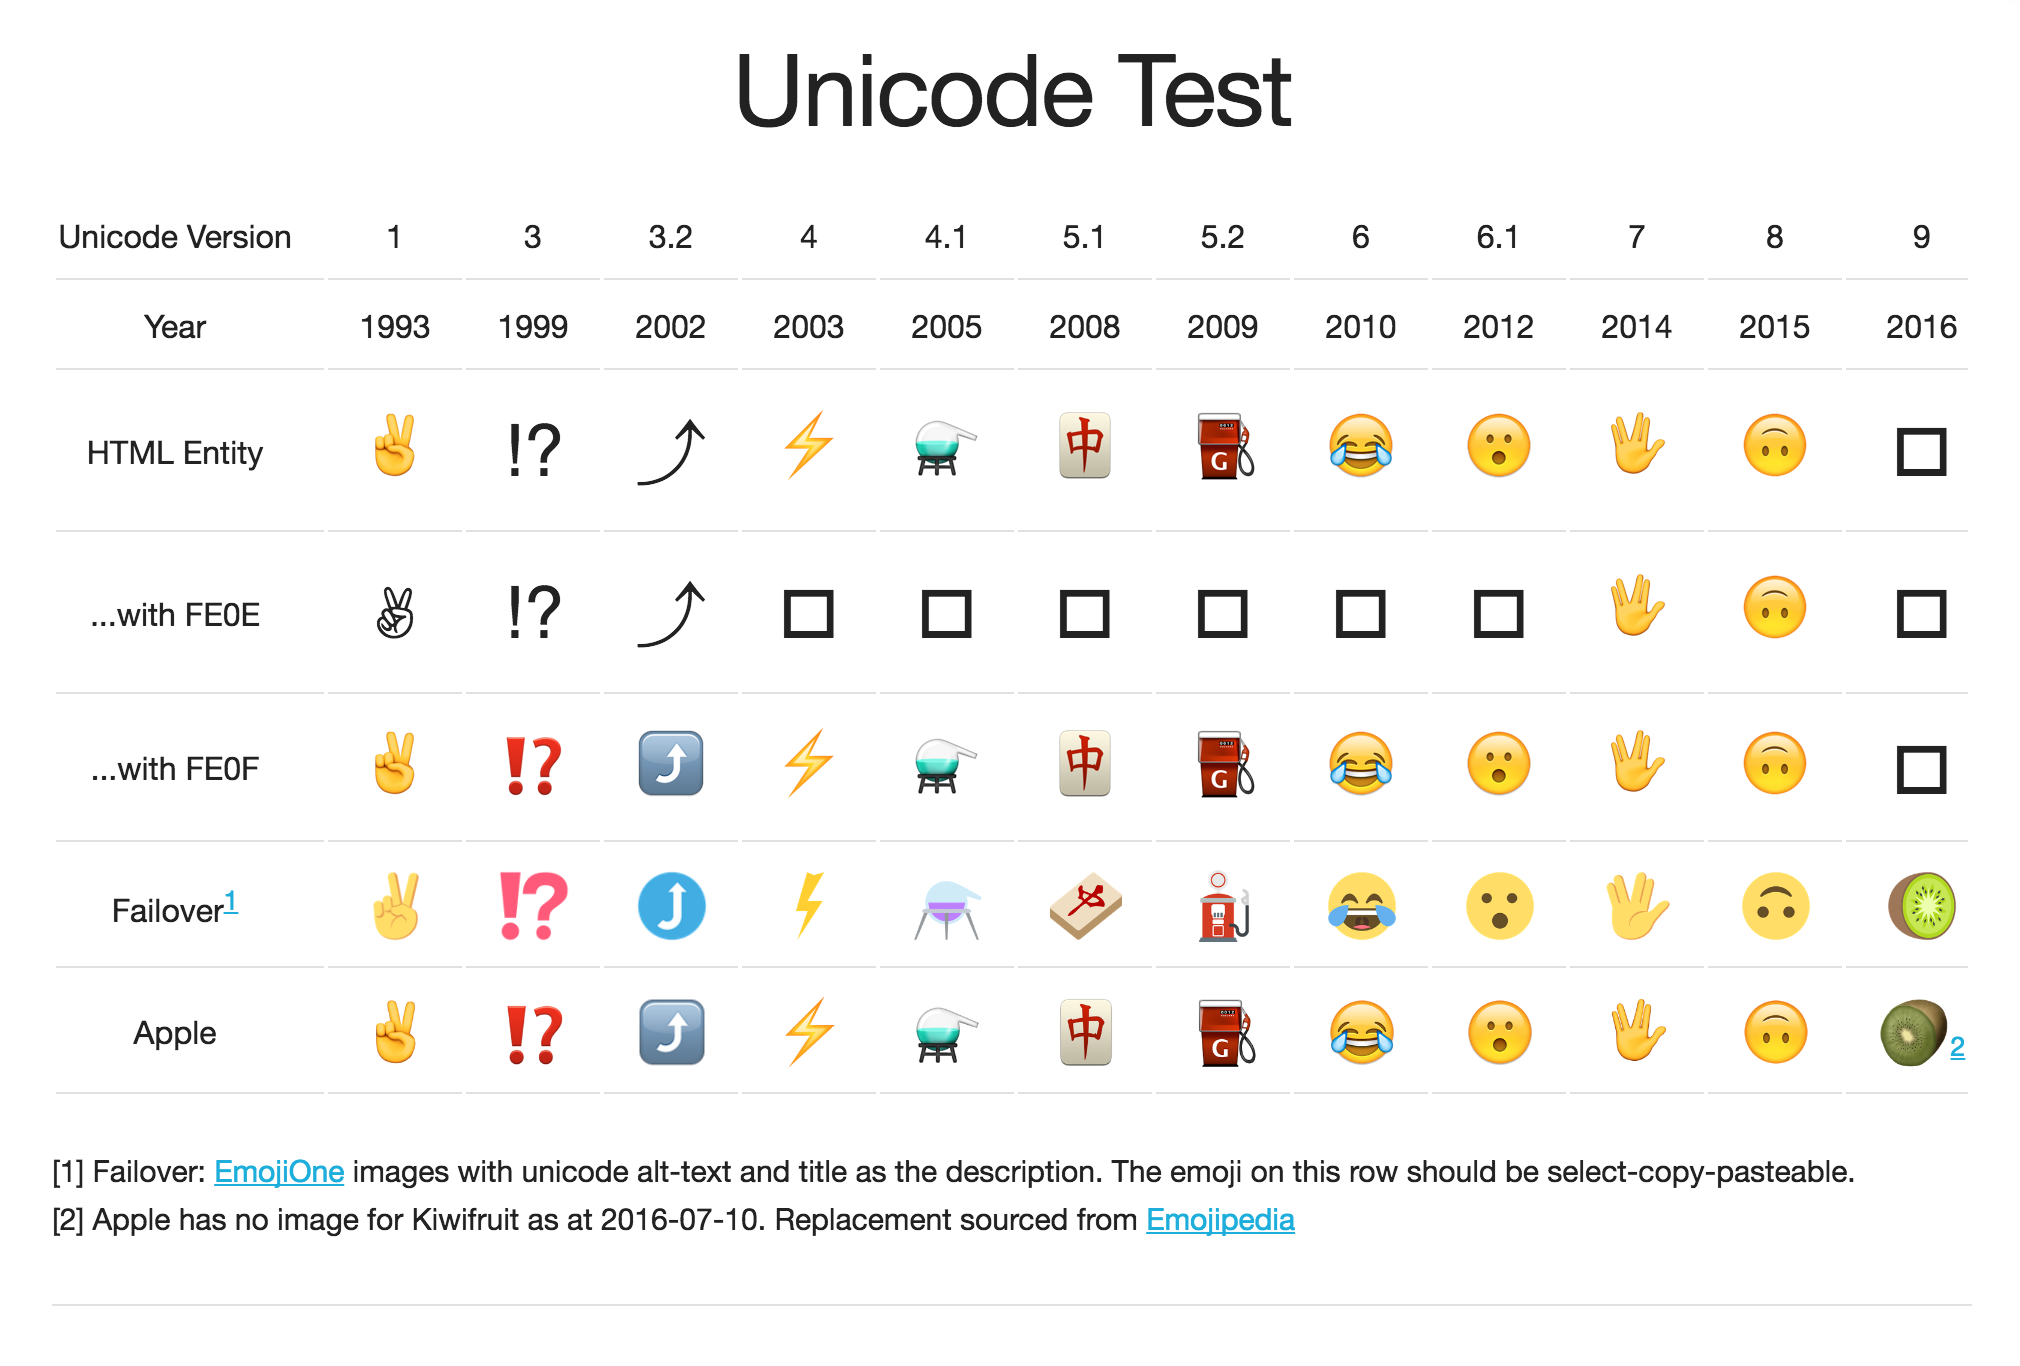 Unicode Test
Unicode Version 1 3 3.2 4 4.1 5.1 5.2 6 6.1 7 8 9
Year 1993 1999 2002 2003 2005 2008 2009 2010 2012 2014 2015 2016
HTML Entity ✌ ⁉ ⤴ ⚡ ⚗ 🀄 ⛽ 😂 😮 🖖 🙃 □
...with FE0E ✌︎ ⁉︎ ⤴︎ □ □ □ □ □ □ 🖖 🙃 □
...with FE0F ✌️ ⁉️ ⤴️ ⚡️ ⚗️ 🀄️ ⛽️ 😂 😮 🖖 🙃 □
Failover1 ✌️ ⁉️ ⤴️ ⚡️ ⚗️ 🀄️ ⛽️ 😂 😮 🖖 🙃 🥝
Apple ✌️ ⁉️ ⤴️ ⚡️ ⚗️ 🀄️ ⛽️ 😂 😮 🖖 🙃 🥝 2
[1] Failover: EmojiOne images with unicode alt-text and title as the description. The emoji on this row should be select-copy-pasteable.
[2] Apple has no image for Kiwifruit as at 2016-07-10. Replacement sourced from Emojipedia